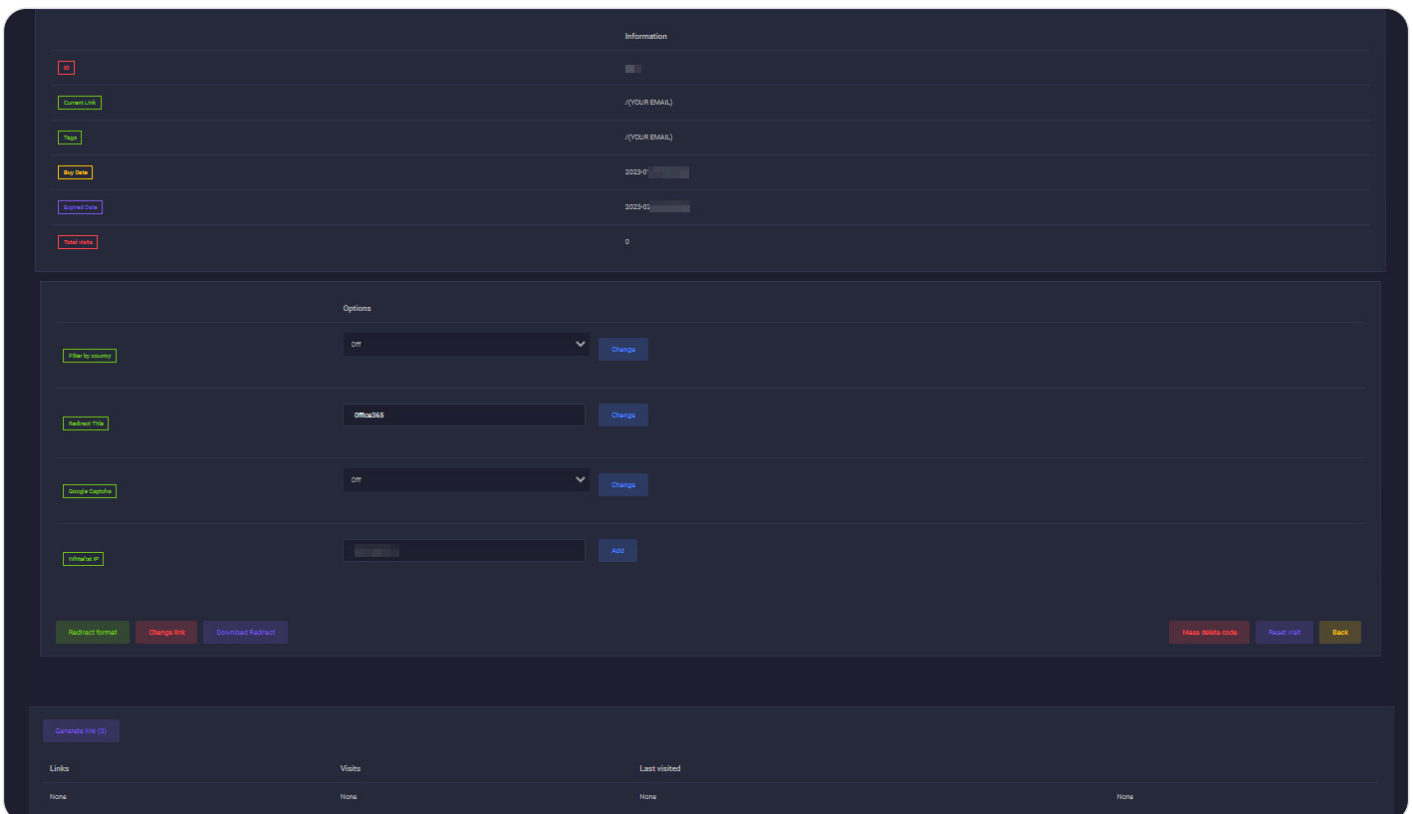 Information
ID
Current Link /(YOUR EMAIL)
Tags /(YOUR EMAIL)
Buy Date 2023-0
Expired Date 2023-02
Total visits 0
Options
Filter by country Off Change
Redirect Title 0ffice365 Change
Google Captcha Off Change
Whitelist IP Add
Redirect format Change link Download Redirect Mass delete code Reset visit Back
Generate link (3)
Links Visits Last visited
None None None None